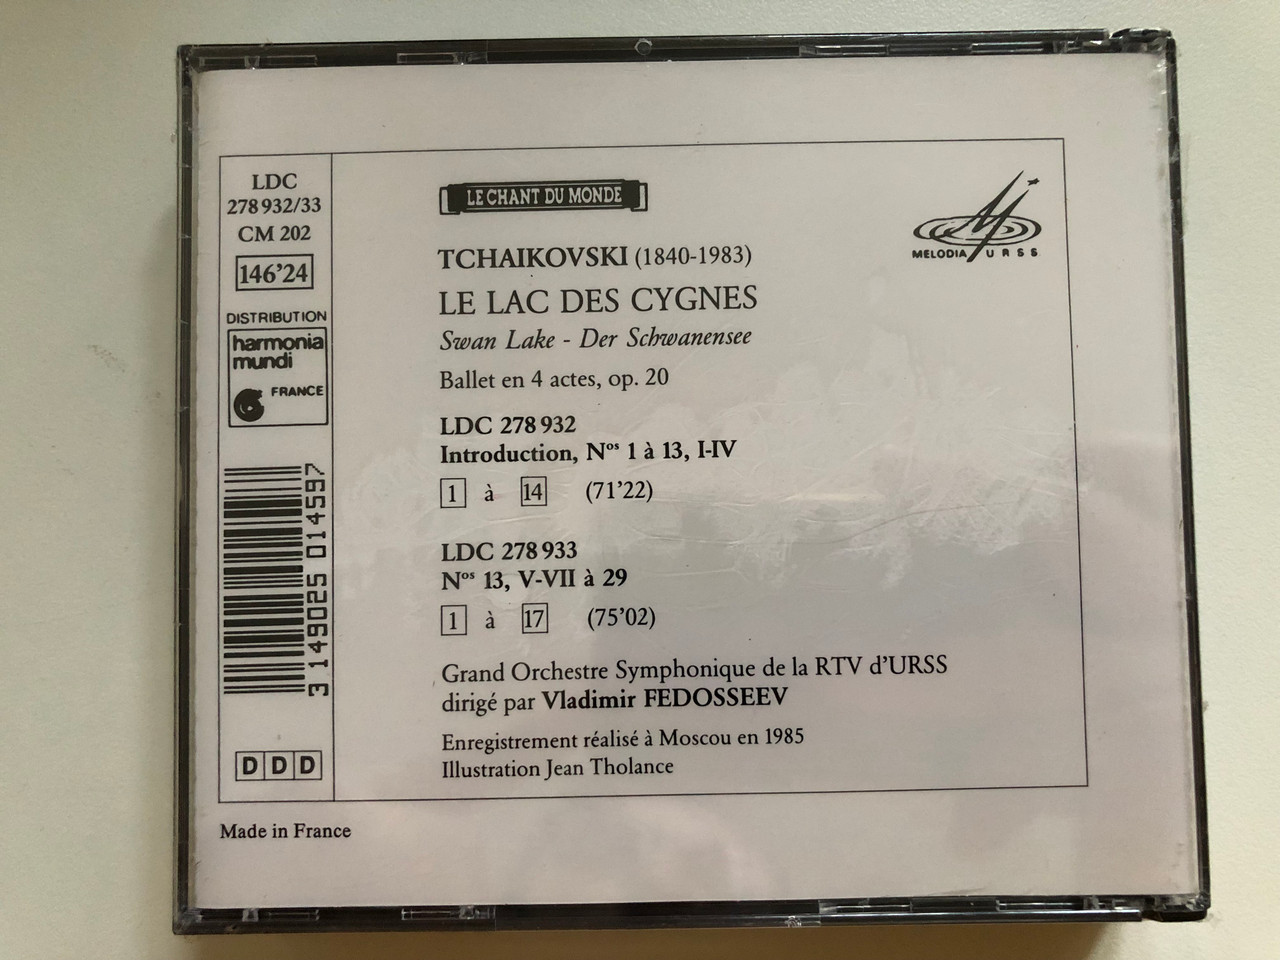 LDC
278 932/33
CM 202
146’24
DISTRIBUTION
harmonia
mundi
FRANCE
3 149025 014597
D D D
LE CHANT DU MONDE
MELODIA URSS
TCHAIKOVSKI (1840-1983)
LE LAC DES CYGNES
Swan Lake - Der Schwanensee
Ballet en 4 actes, op. 20
LDC 278 932
Introduction, Nos 1 à 13, I-IV
1 à 14 (71’22)
LDC 278 933
Nos 13, V-VII à 29
1 à 17 (75’02)
Grand Orchestre Symphonique de la RTV d’URSS
dirigé par Vladimir FEDOSSEEV
Enregistrement réalisé à Moscou en 1985
Illustration Jean Tholance
Made in France